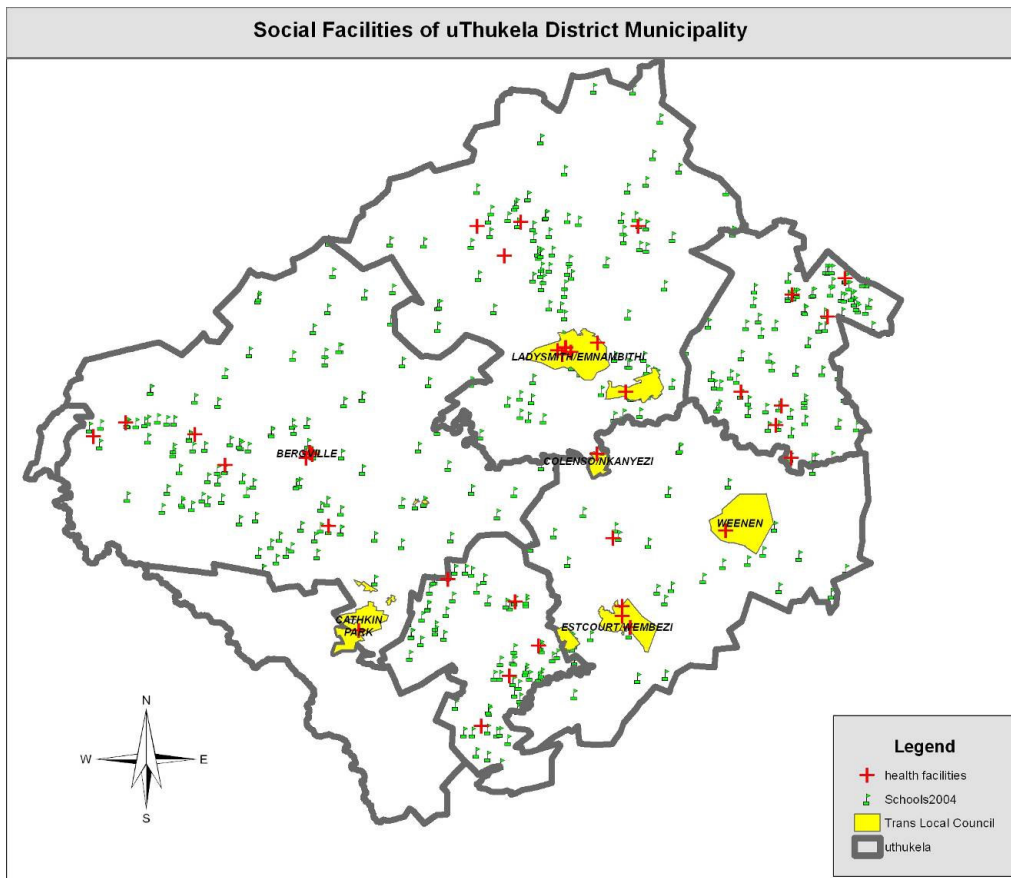 Social Facilities of uThukela District Municipality
LADYSMITH/EMNAMBITHI
BERGVILLE
COLENSO/NKANYEZI
WEENEN
CATHKIN
PARK
ESTCOURT/WEMBEZI
N
W
E
S
Legend
health facilities
Schools2004
Trans Local Council
uthukela